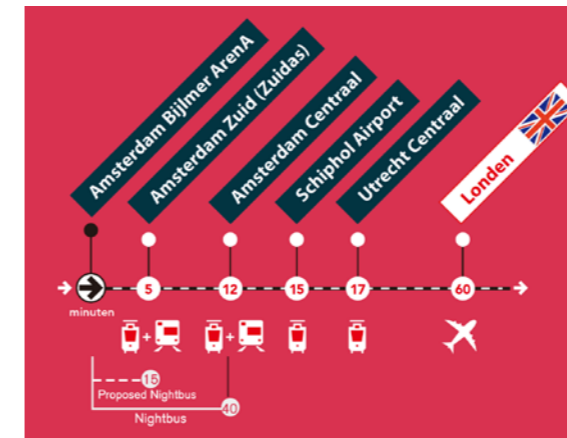 Amsterdam Bijlmer ArenA
Amsterdam Zuid (Zuidas)
Amsterdam Centraal
Schiphol Airport
Utrecht Centraal
Londen
5
12
15
17
60
minuten
+
+
15
Proposed Nightbus
40
Nightbus